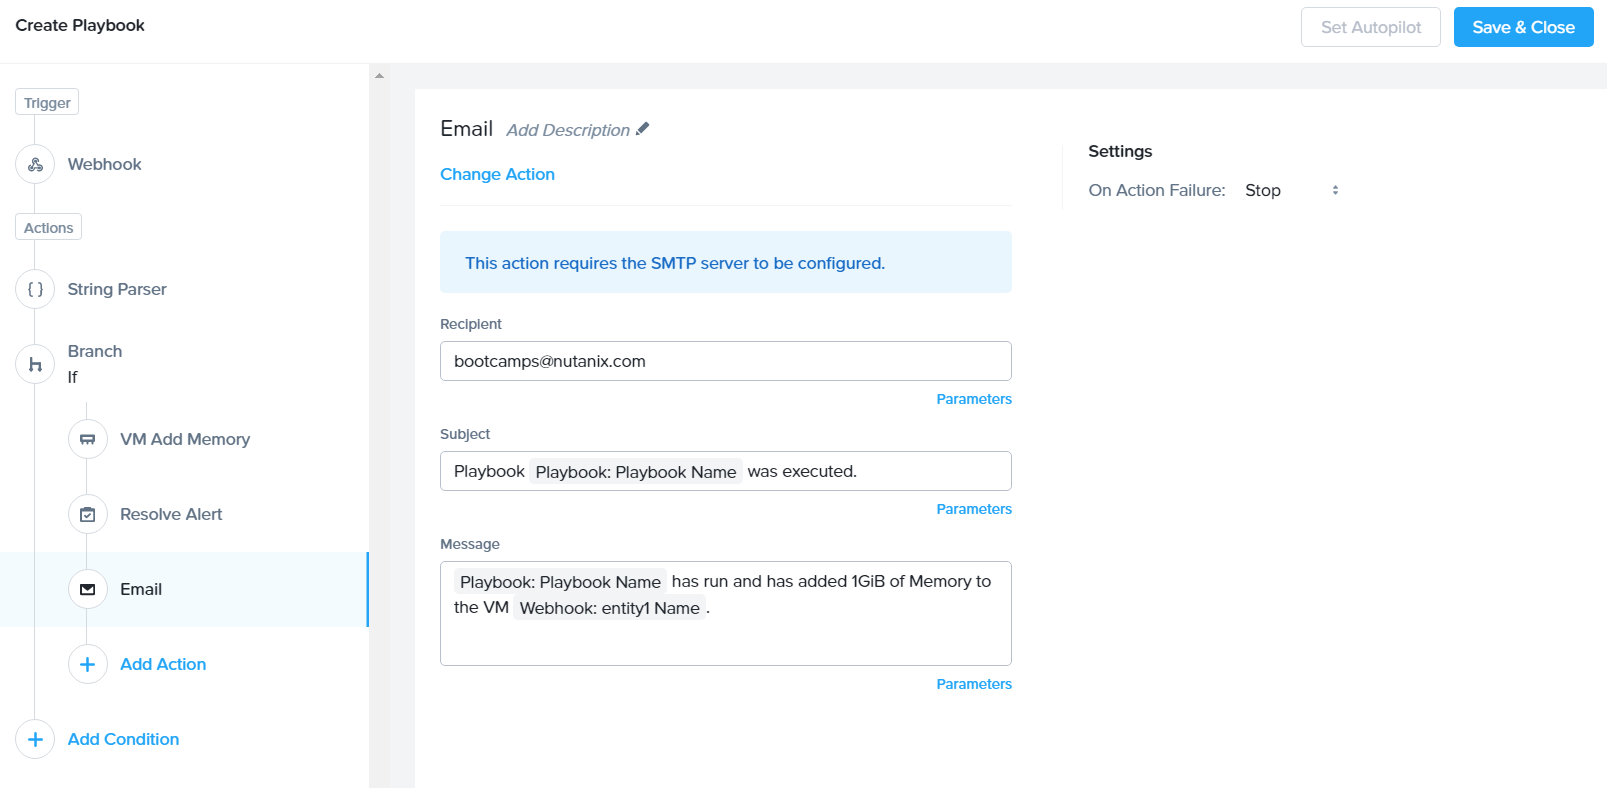 Create Playbook
Set Autopilot
Save & Close
Trigger
Webhook
Actions
String Parser
Branch
If
VM Add Memory
Resolve Alert
Email
Add Action
Add Condition
Email Add Description
Change Action
This action requires the SMTP server to be configured.
Recipient
bootcamps@nutanix.com
Parameters
Subject
Playbook Playbook: Playbook Name was executed.
Parameters
Message
Playbook: Playbook Name has run and has added 1GiB of Memory to
the VM Webhook: entity1 Name .
Parameters
Settings
On Action Failure: Stop